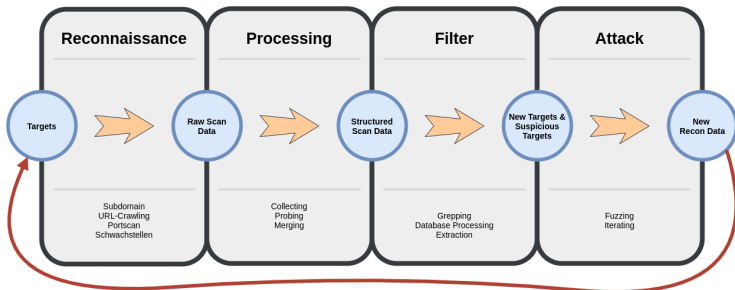 Reconnaissance
Processing
Filter
Attack
Targets
Raw Scan
Data
Structured
Scan Data
New Targets &
Suspicious
Targets
New
Recon Data
Subdomain
URL-Crawling
Portscan
Schwachstellen
Collecting
Probing
Merging
Grepping
Database Processing
Extraction
Fuzzing
Iterating